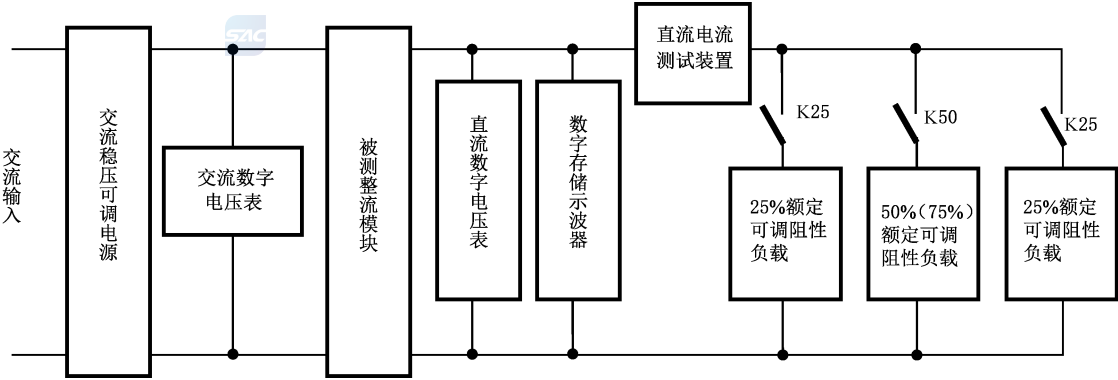 SAC
交流输入
交流稳压可调电源
交流数字
电压表
被测整流模块
直流数字电压表
数字存储示波器
直流电流
测试装置
K25
K50
K25
25%额定
可调阻性
负载
50%(75%)
额定可调
阻性负载
25%额定
可调阻性
负载